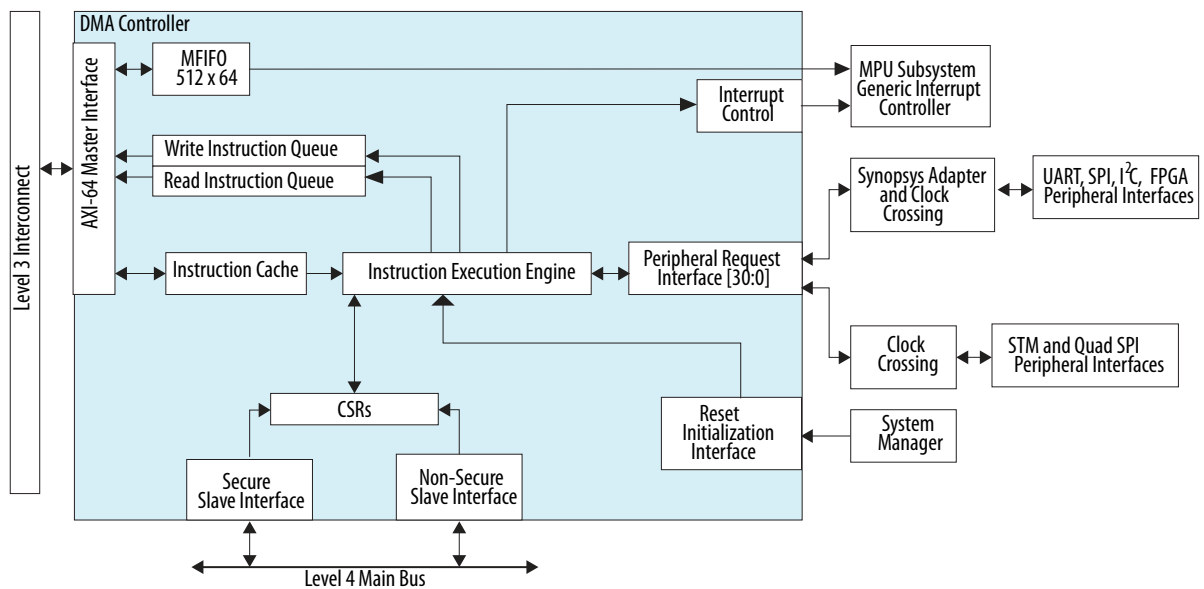 DMA Controller
Level 3 Interconnect
AXI-64 Master Interface
MFIFO
512 x 64
MPU Subsystem
Generic Interrupt
Controller
Interrupt
Control
Write Instruction Queue
Read Instruction Queue
Synopsys Adapter
and Clock
Crossing
UART, SPI, I²C, FPGA
Peripheral Interfaces
Instruction Cache
Instruction Execution Engine
Peripheral Request
Interface [30:0]
Clock
Crossing
STM and Quad SPI
Peripheral Interfaces
CSRs
Reset
Initialization
Interface
System
Manager
Secure
Slave Interface
Non-Secure
Slave Interface
Level 4 Main Bus